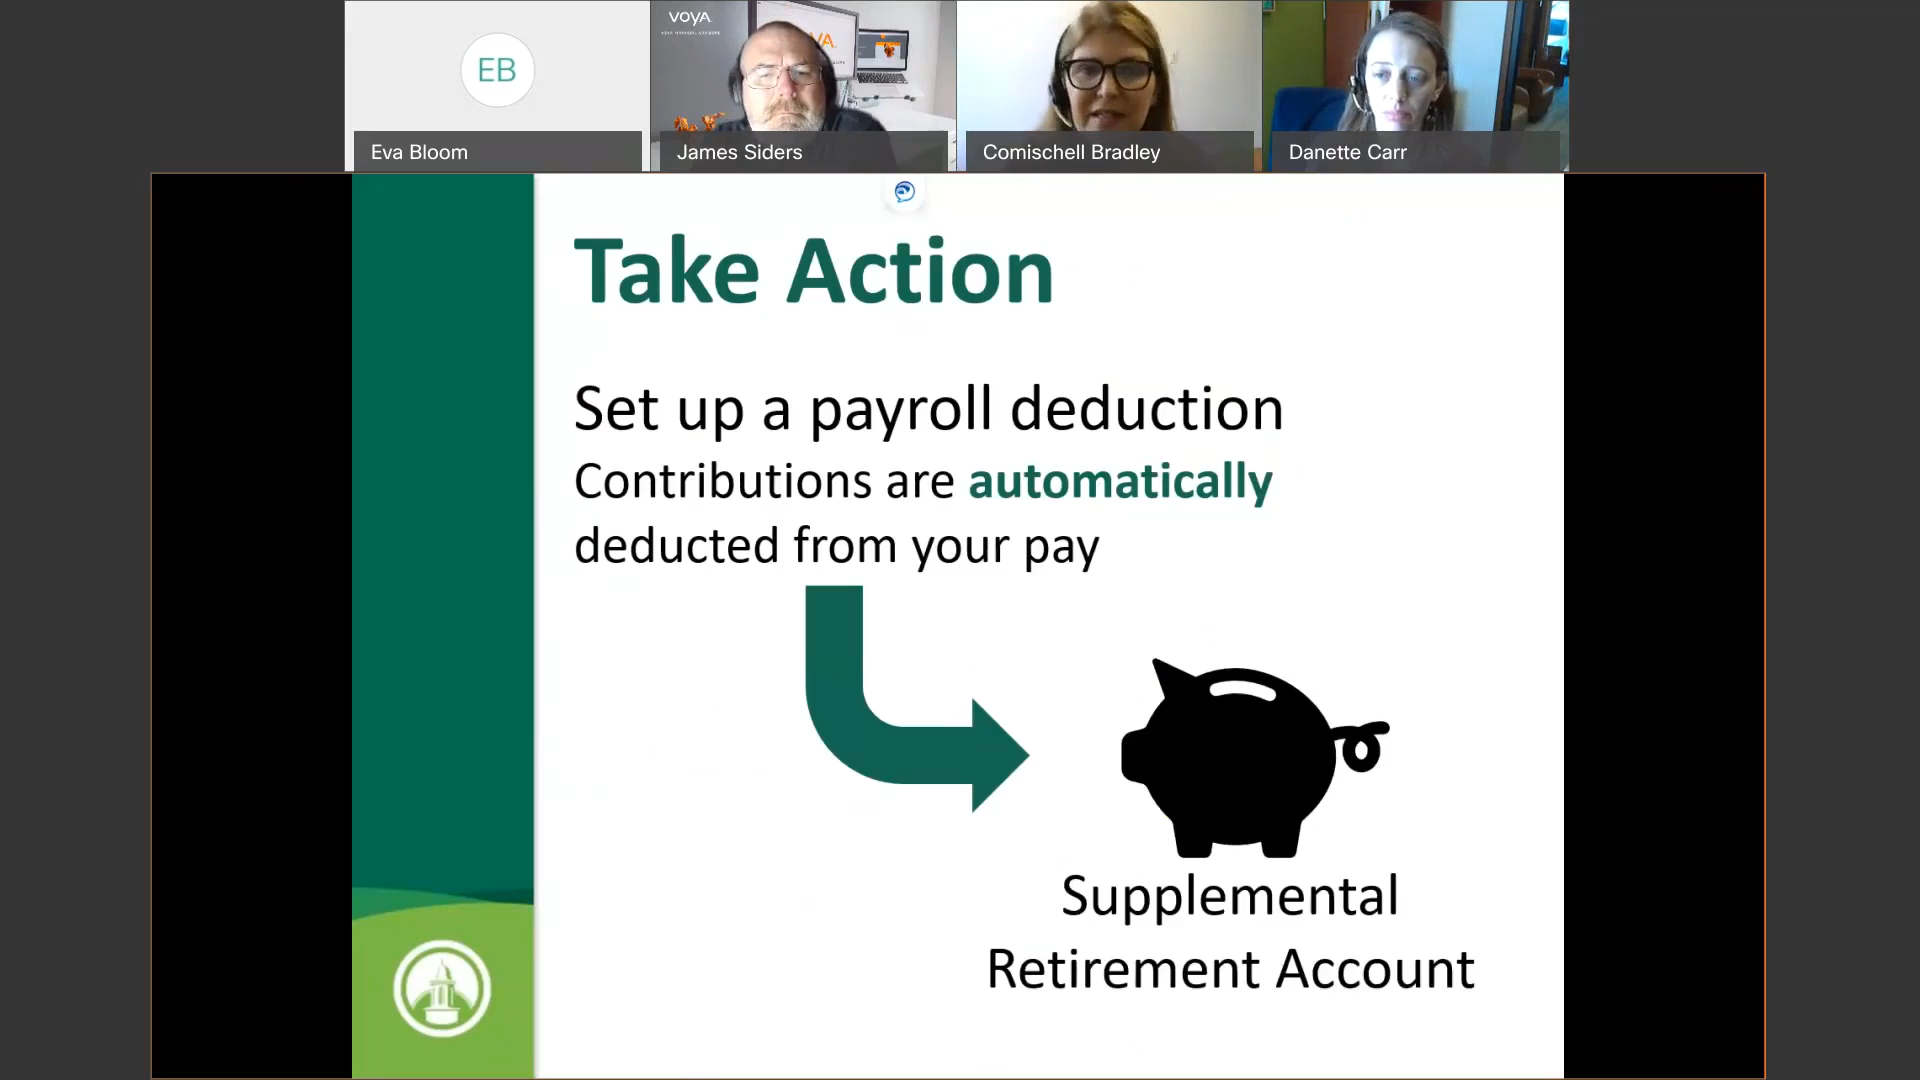 EB
VOYA
VA.
Eva Bloom
James Siders
Comischell Bradley
Danette Carr
Take Action
Set up a payroll deduction
Contributions are automatically
deducted from your pay
Supplemental
Retirement Account